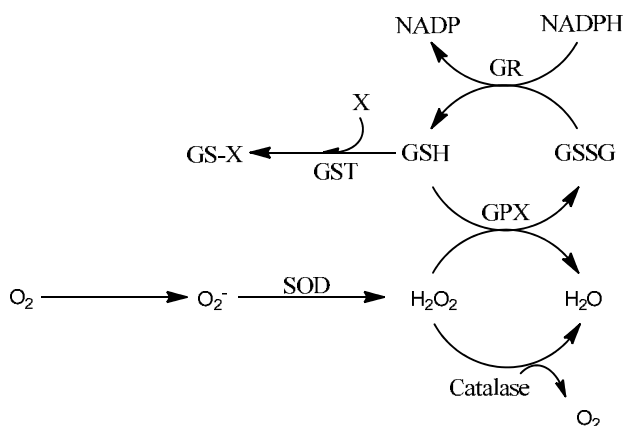 NADP NADPH
GR
X
GS-X GSH GSSG
GST
GPX
SOD
O₂ O₂⁻ H₂O₂ H₂O
Catalase
O₂